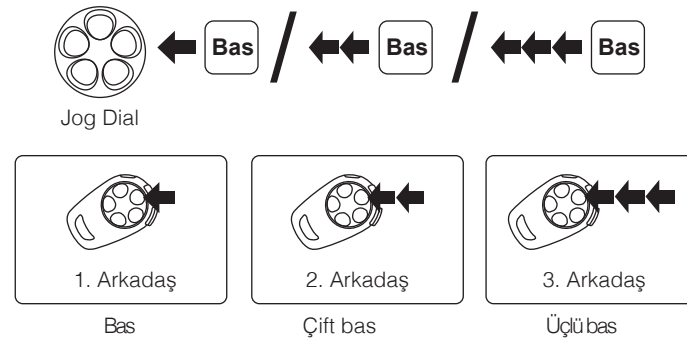 Bas / Bas / Bas
Jog Dial
1. Arkadaş 2. Arkadaş 3. Arkadaş
Bas Çift bas Üçlü bas